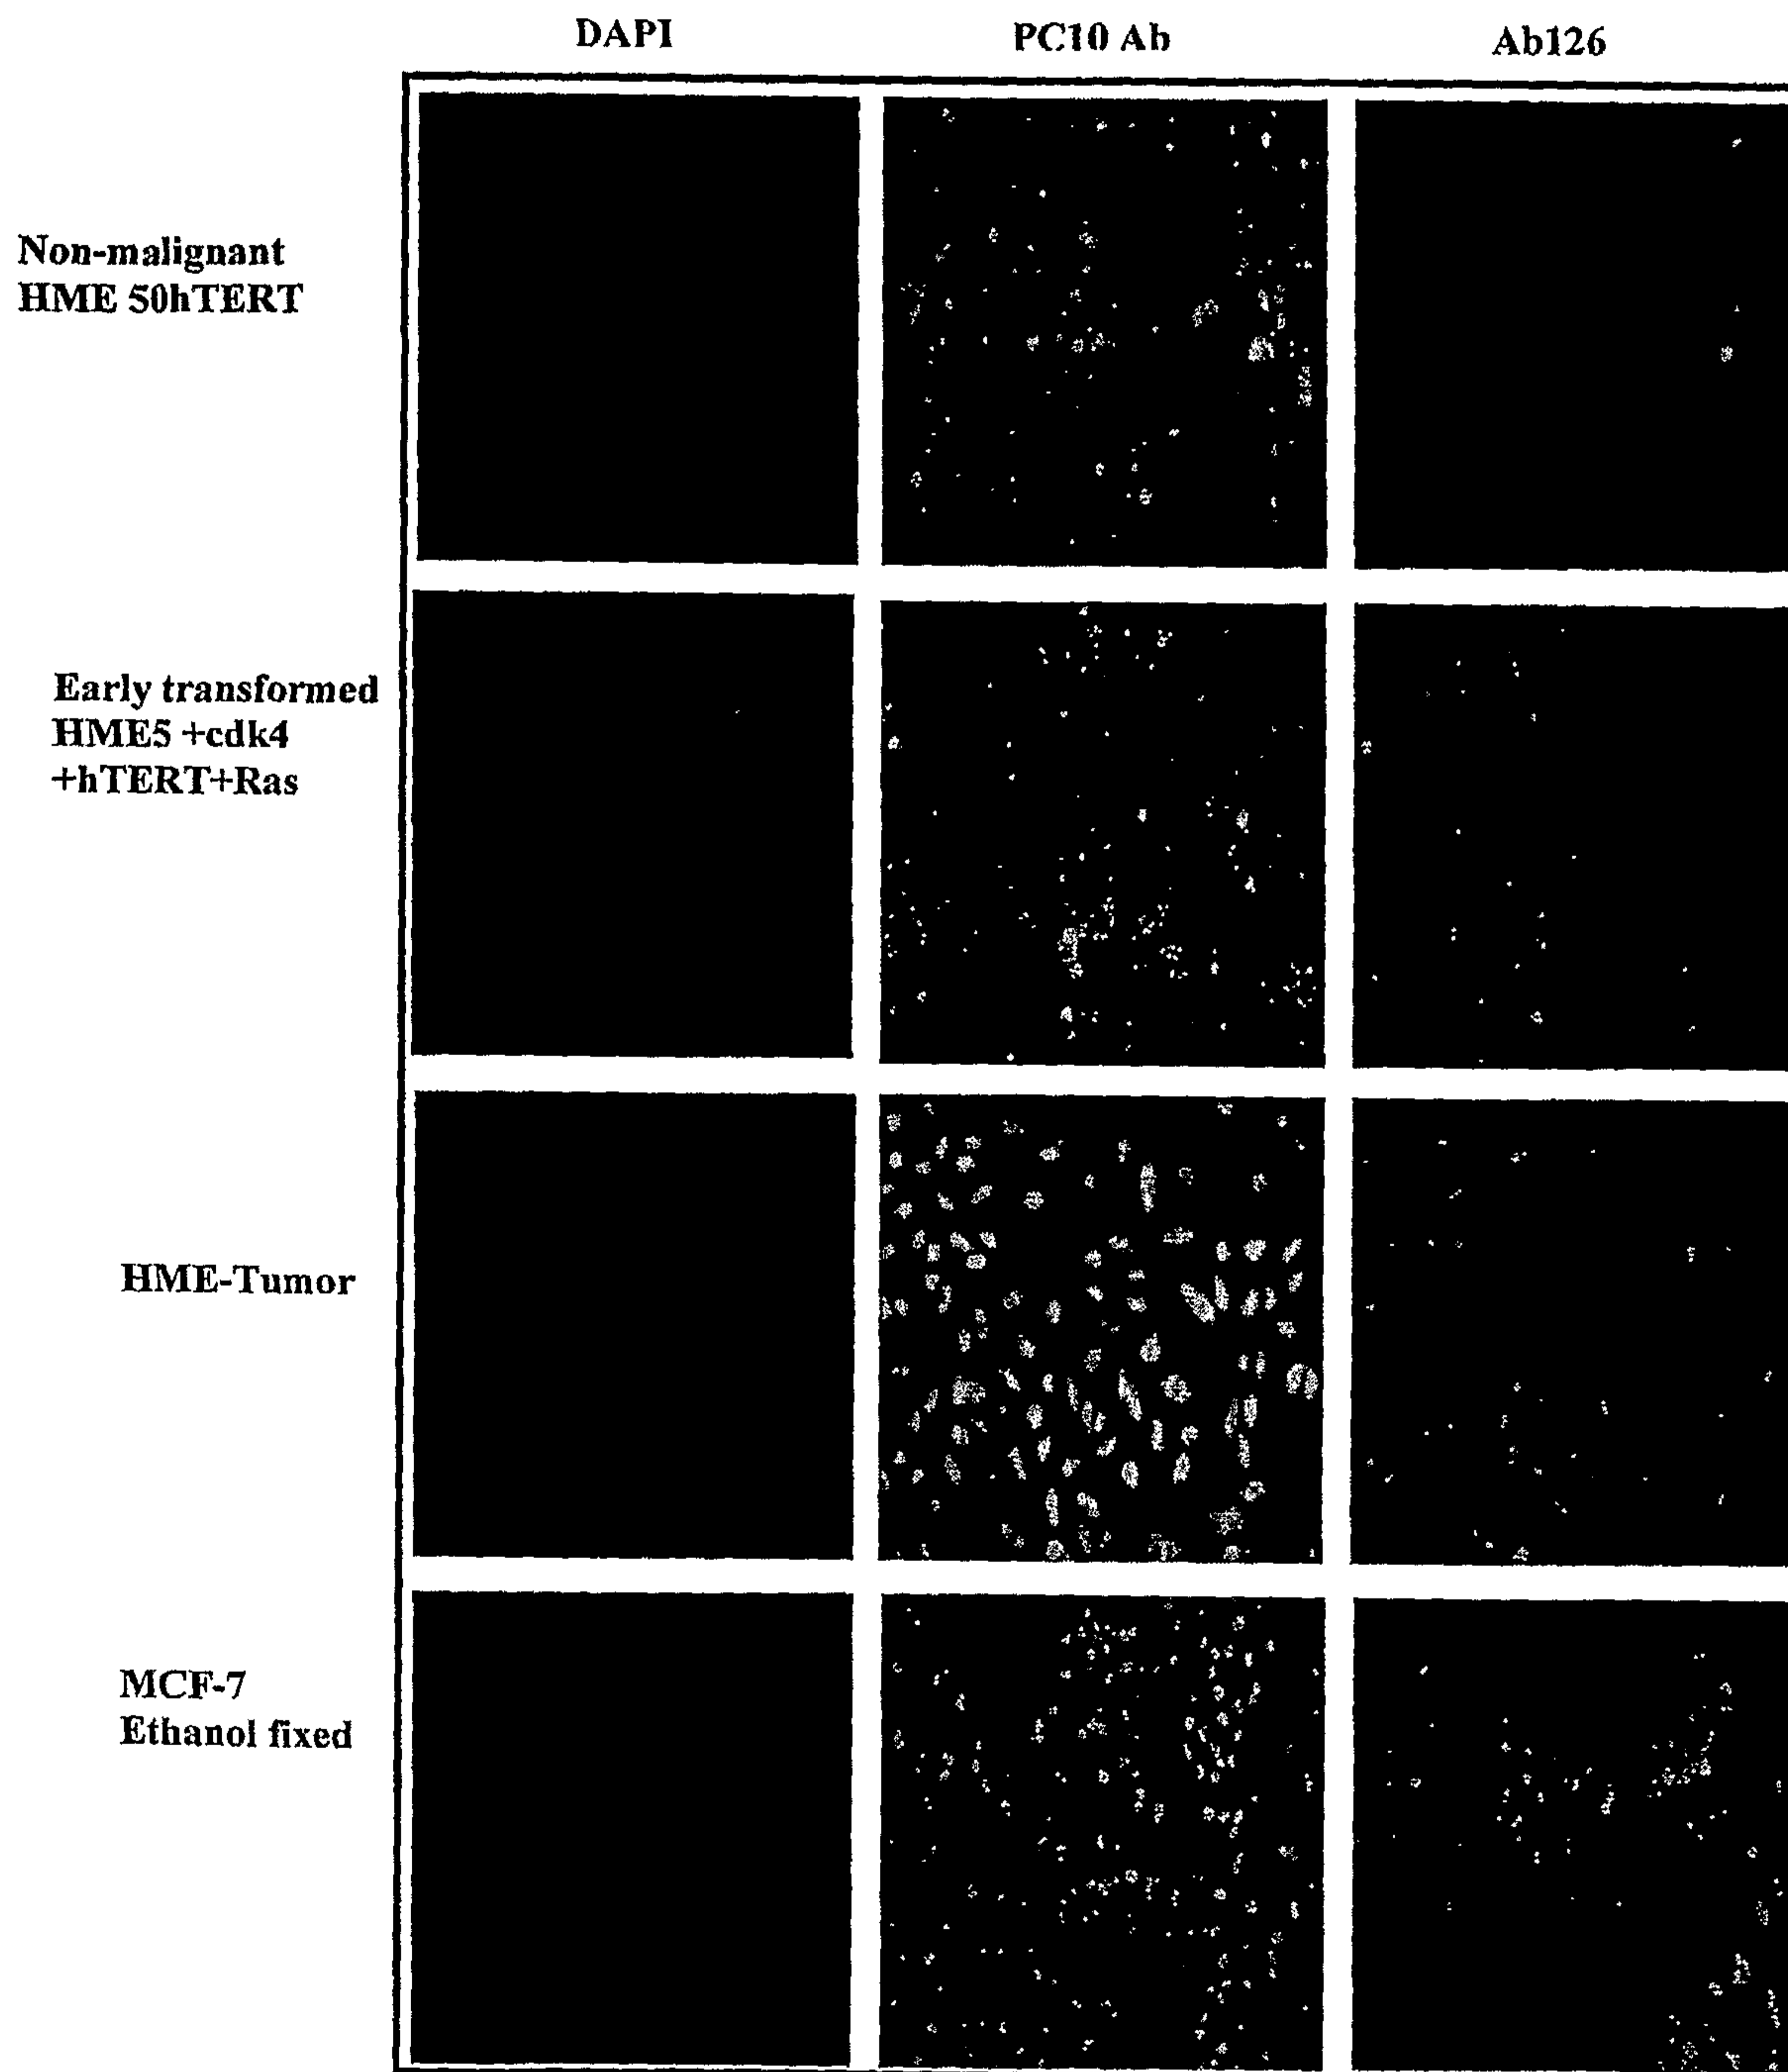 DAPI PC10 Ab Ab126
Non-malignant
HME 50hTERT
Early transformed
HME5 +cdk4
+hTERT+Ras
HME-Tumor
MCF-7
Ethanol fixed